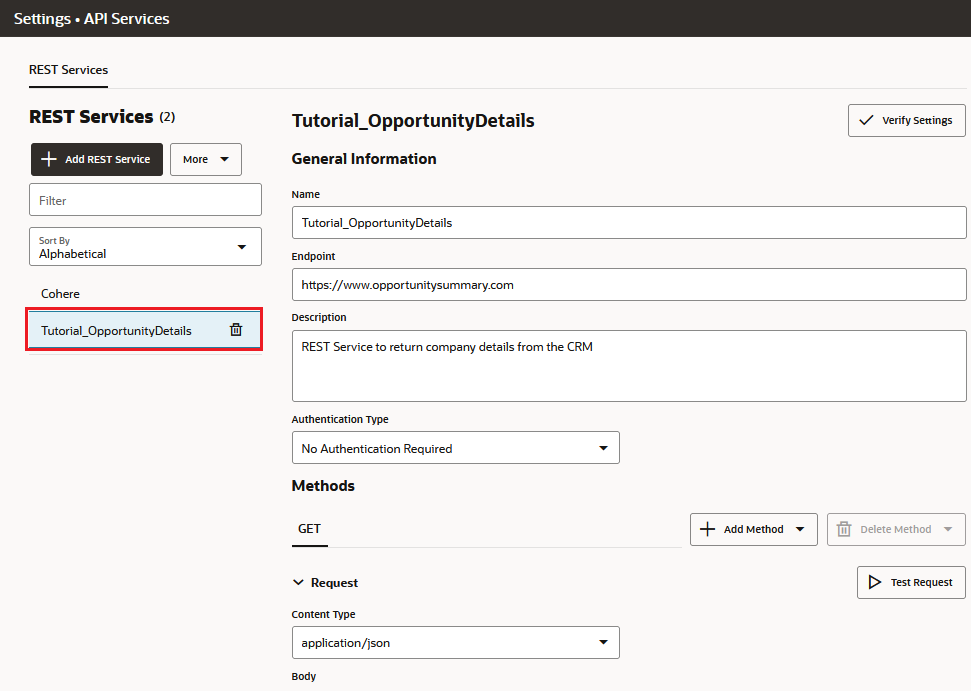 Settings • API Services
REST Services
REST Services (2)
Add REST Service
More
Filter
Sort By
Alphabetical
Cohere
Tutorial_OpportunityDetails
Tutorial_OpportunityDetails
Verify Settings
General Information
Name
Tutorial_OpportunityDetails
Endpoint
https://www.opportunitysummary.com
Description
REST Service to return company details from the CRM
Authentication Type
No Authentication Required
Methods
GET
Add Method
Delete Method
Request
Test Request
Content Type
application/json
Body